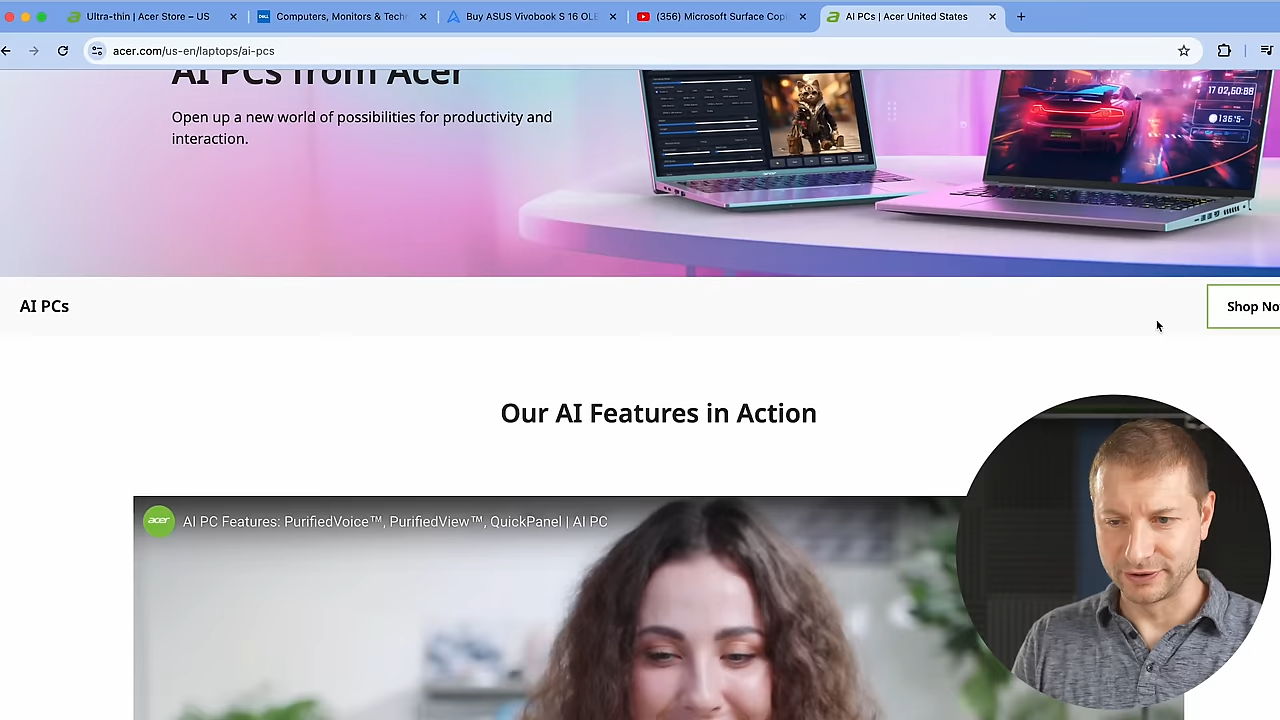 Ultra-thin | Acer Store – US
Computers, Monitors & Techn
Buy ASUS Vivobook S 16 OLE
(356) Microsoft Surface Copi
AI PCs | Acer United States
acer.com/us-en/laptops/ai-pcs
AI PCs from Acer
Open up a new world of possibilities for productivity and
interaction.
AI PCs
Shop No
Our AI Features in Action
acer
AI PC Features: PurifiedVoice™, PurifiedView™, QuickPanel | AI PC